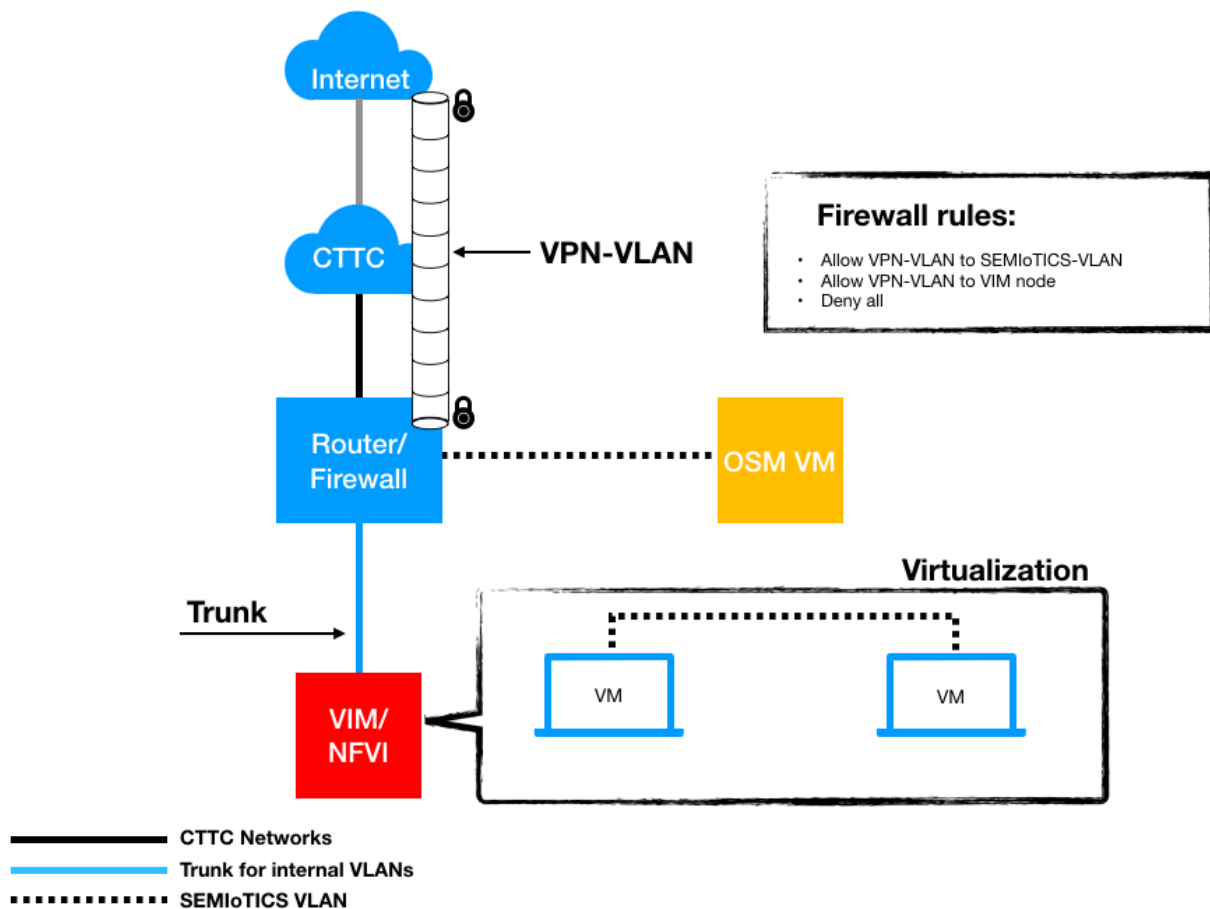 Internet
CTTC
VPN-VLAN
Firewall rules:
• Allow VPN-VLAN to SEMIoTICS-VLAN
• Allow VPN-VLAN to VIM node
• Deny all
Router/
Firewall
OSM VM
Virtualization
Trunk
VM
VM
VIM/
NFVI
CTTC Networks
Trunk for internal VLANs
SEMIoTICS VLAN